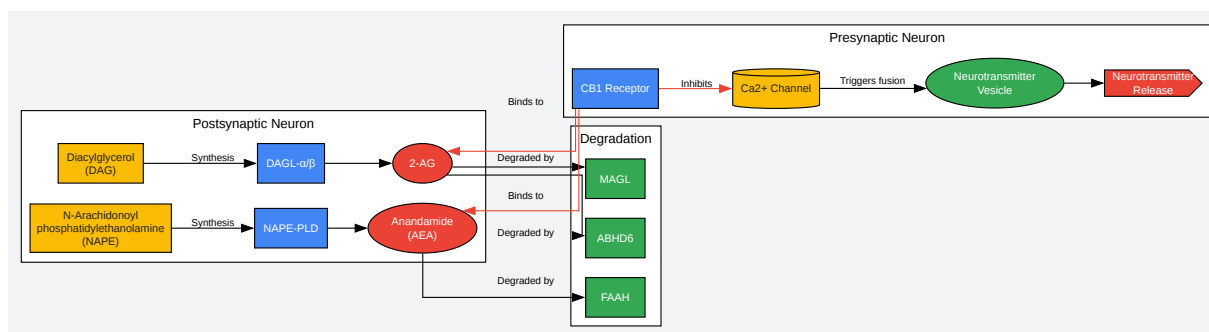 Presynaptic Neuron
CB1 Receptor
Inhibits
Ca2+ Channel
Triggers fusion
Neurotransmitter
Vesicle
Neurotransmitter
Release
Binds to
Postsynaptic Neuron
Diacylglycerol
(DAG)
Synthesis
DAGL-α/β
2-AG
Degraded by
Degradation
MAGL
N-Arachidonoyl
phosphatidylethanolamine
(NAPE)
Synthesis
NAPE-PLD
Anandamide
(AEA)
Binds to
Degraded by
ABHD6
Degraded by
FAAH